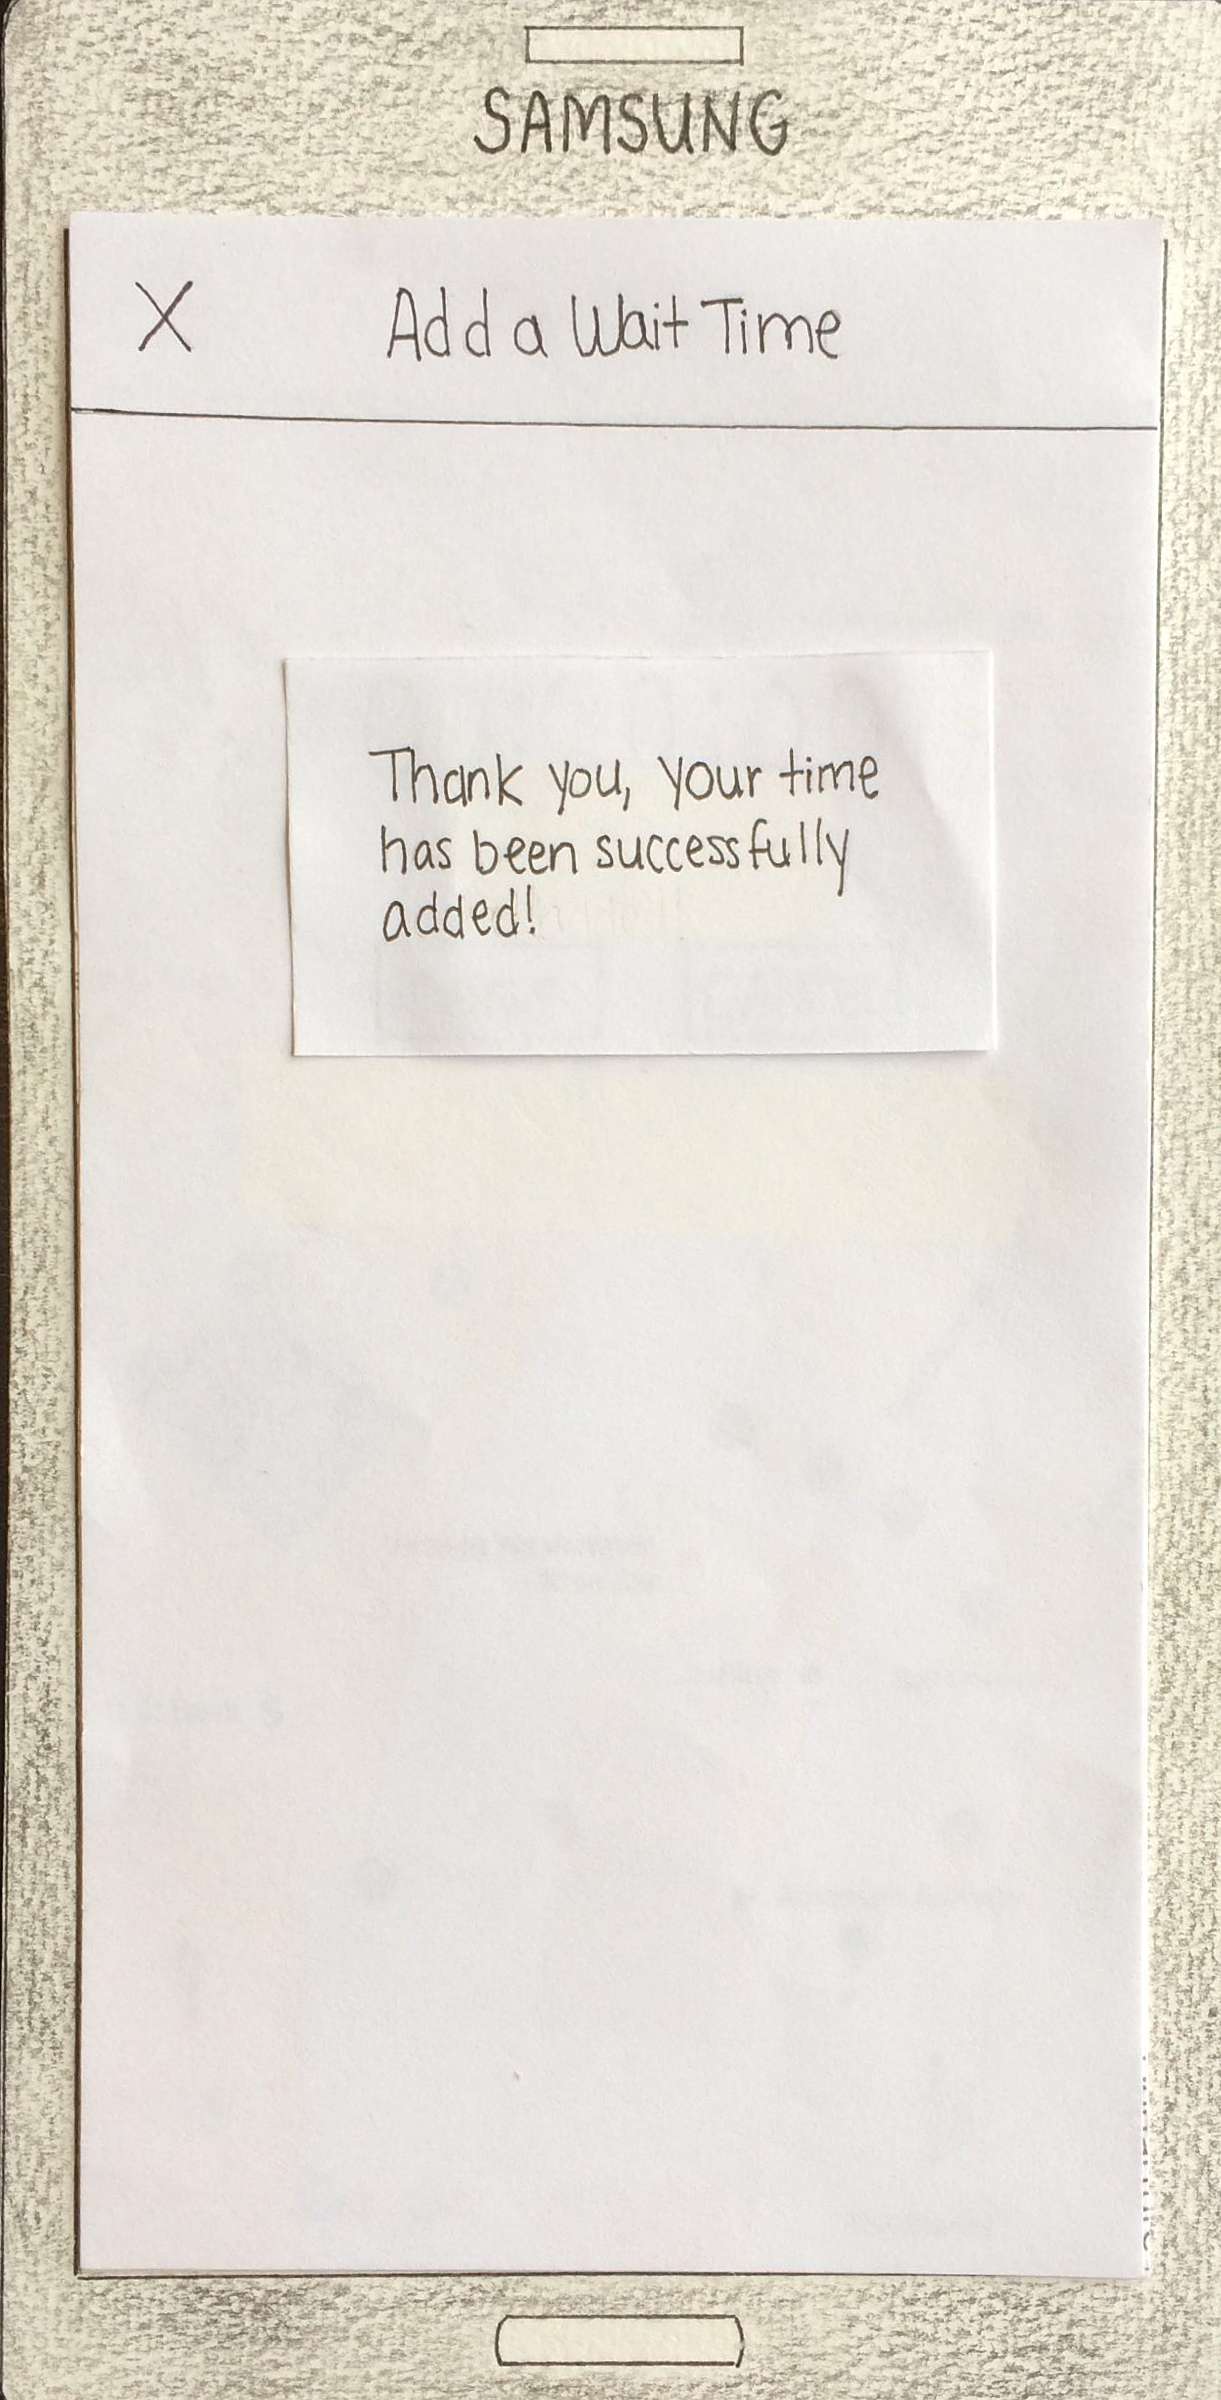 SAMSUNG
X Add a Wait Time
Thank you, your time
has been successfully
added!